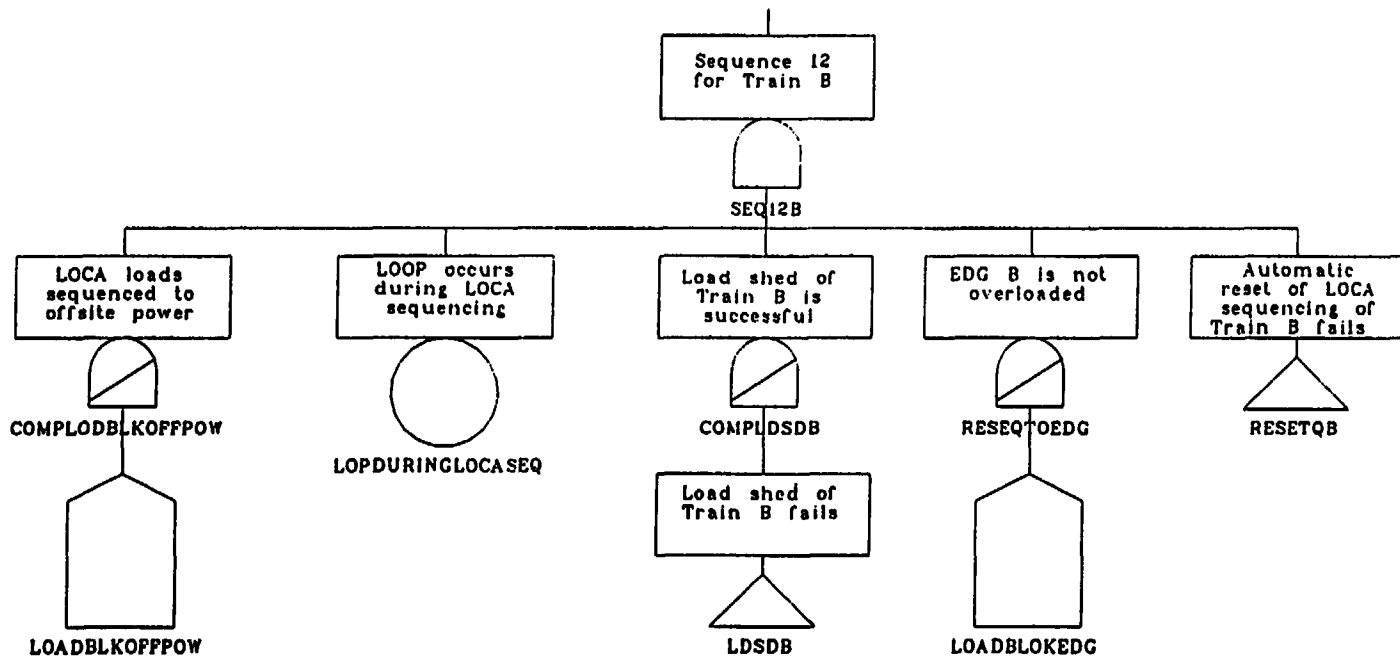 Sequence 12
for Train B
SEQ12B
LOCA loads
sequenced to
offsite power
LOOP occurs
during LOCA
sequencing
Load shed of
Train B is
successful
EDG B is not
overloaded
Automatic
reset of LOCA
sequencing of
Train B fails
COMPLODBLKOFFPOW
LOPDURINGLOCASEQ
COMPLDSDB
RESEQTOEDG
RESETQB
Load shed of
Train B fails
LOADBLKOFFPOW
LDSDB
LOADBLOKEDG